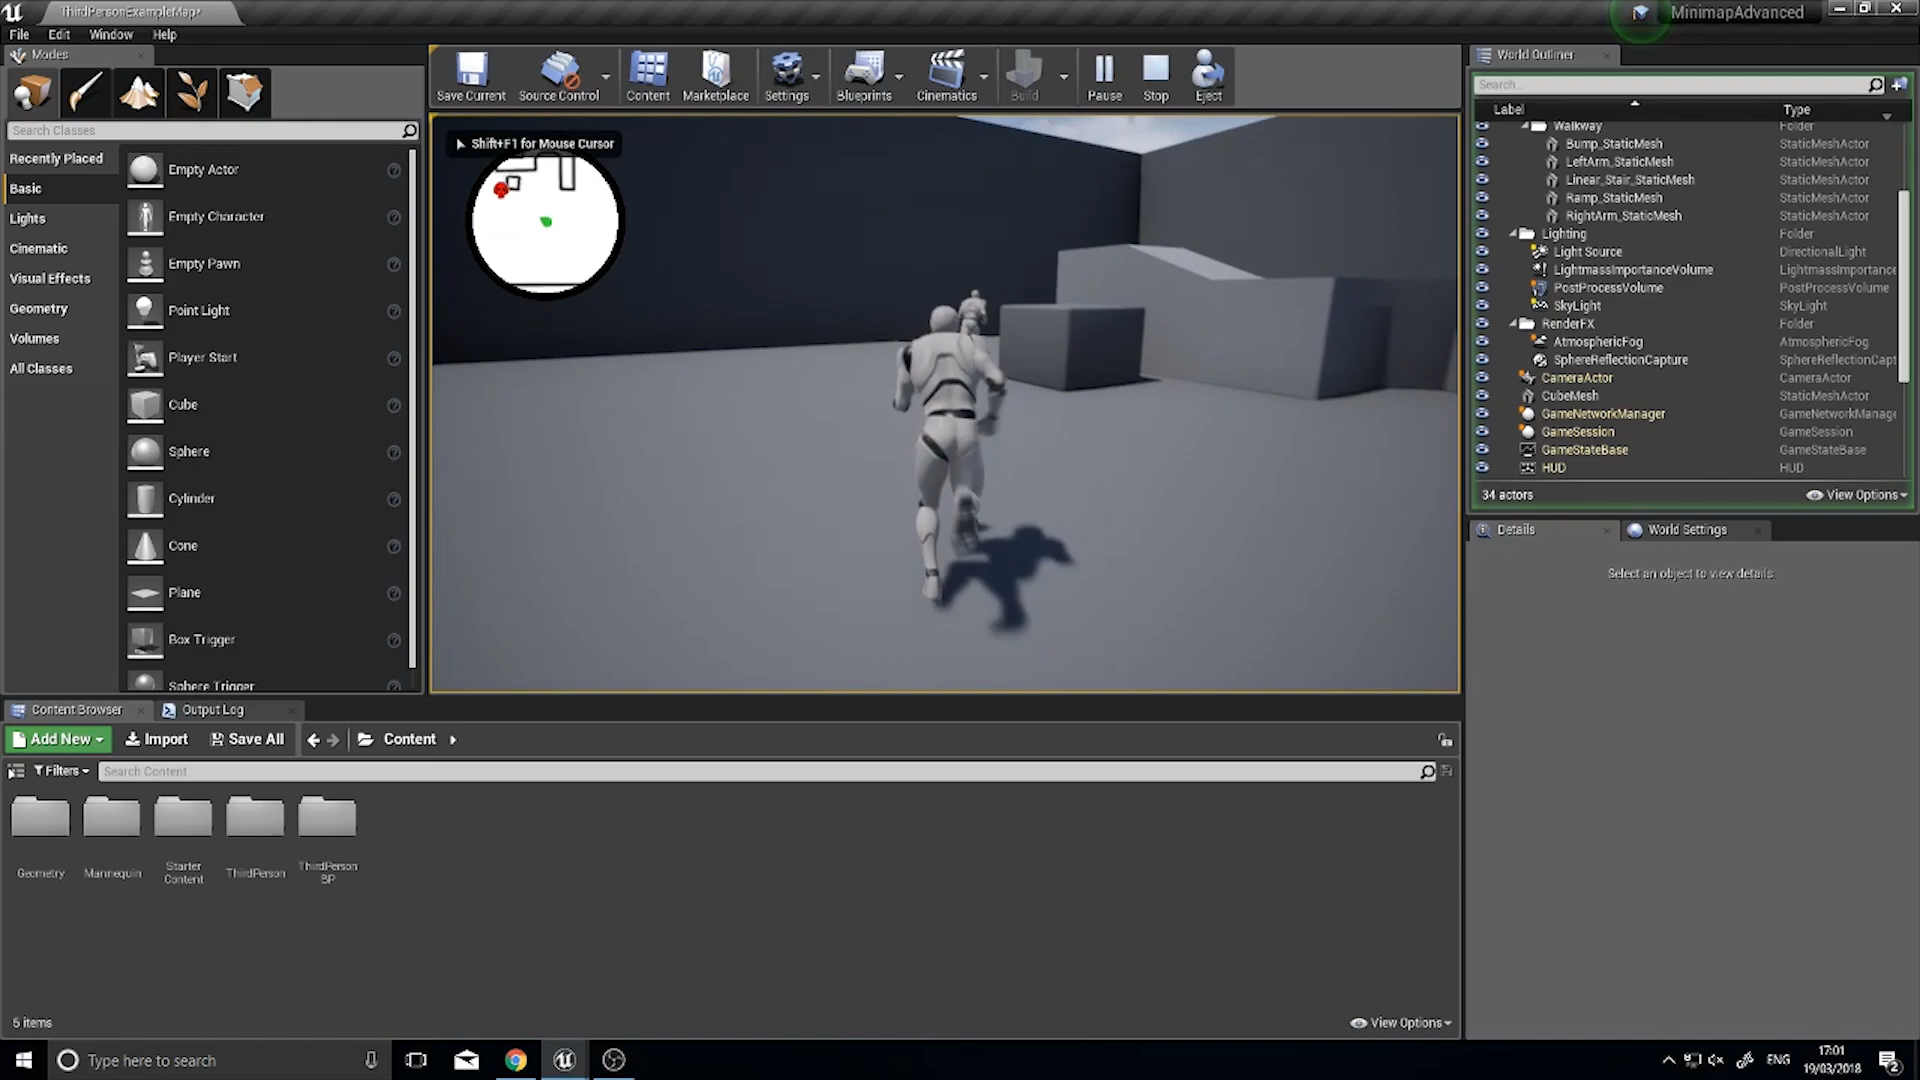 ThirdPersonExampleMap*
MinimapAdvanced
File Edit Window Help
Modes
Search Classes
Recently Placed
Basic
Lights
Cinematic
Visual Effects
Geometry
Volumes
All Classes
Empty Actor
Empty Character
Empty Pawn
Point Light
Player Start
Cube
Sphere
Cylinder
Cone
Plane
Box Trigger
Sphere Trigger
Save Current
Source Control
Content
Marketplace
Settings
Blueprints
Cinematics
Build
Pause
Stop
Eject
Shift+F1 for Mouse Cursor
World Outliner
Search...
Label Type
Walkway Folder
Bump_StaticMesh StaticMeshActor
LeftArm_StaticMesh StaticMeshActor
Linear_Stair_StaticMesh StaticMeshActor
Ramp_StaticMesh StaticMeshActor
RightArm_StaticMesh StaticMeshActor
Lighting Folder
Light Source DirectionalLight
LightmassImportanceVolume LightmassImportance
PostProcessVolume PostProcessVolume
SkyLight SkyLight
RenderFX Folder
AtmosphericFog AtmosphericFog
SphereReflectionCapture SphereReflectionCapt
CameraActor CameraActor
CubeMesh StaticMeshActor
GameNetworkManager GameNetworkManage
GameSession GameSession
GameStateBase GameStateBase
HUD HUD
34 actors
View Options
Details
World Settings
Select an object to view details.
Content Browser
Output Log
Add New
Import
Save All
Content
Filters
Search Content
Geometry
Mannequin
Starter
Content
ThirdPerson
ThirdPerson
BP
5 items
View Options
Type here to search
ENG
17:01
19/03/2018
2